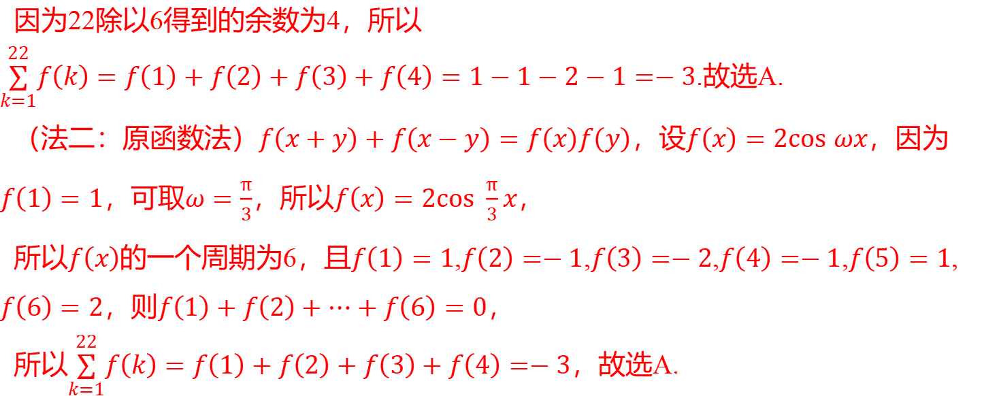 因为22除以6得到的余数为4，所以
$\sum_{k=1}^{22} f(k) = f(1) + f(2) + f(3) + f(4) = 1 - 1 - 2 - 1 = -3$.故选A.
（法二：原函数法）$f(x + y) + f(x - y) = f(x)f(y)$，设$f(x) = 2\cos \omega x$，因为
$f(1) = 1$，可取$\omega = \frac{\pi}{3}$，所以$f(x) = 2\cos \frac{\pi}{3} x$，
所以$f(x)$的一个周期为6，且$f(1) = 1$,$f(2) = -1$,$f(3) = -2$,$f(4) = -1$,$f(5) = 1$,
$f(6) = 2$，则$f(1) + f(2) + \cdots + f(6) = 0$，
所以$\sum_{k=1}^{22} f(k) = f(1) + f(2) + f(3) + f(4) = -3$，故选A.